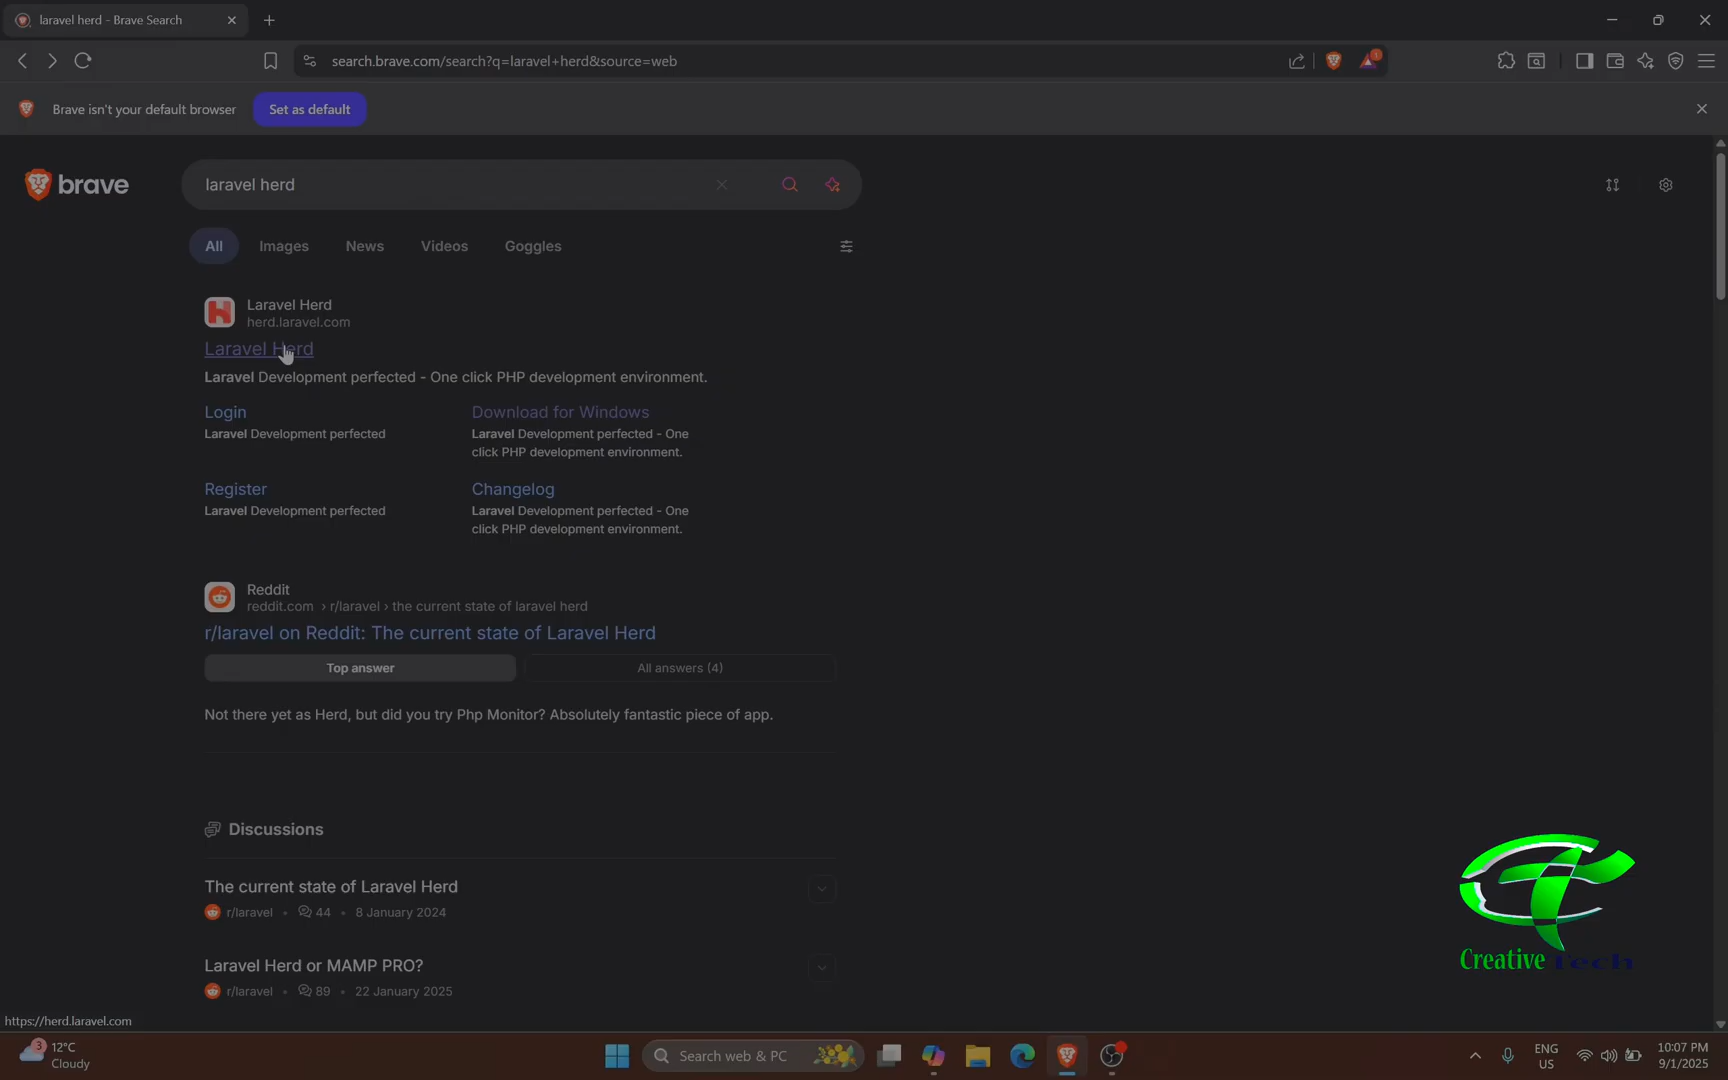 laravel herd - Brave Search
search.brave.com/search?q=laravel+herd&source=web
1
Brave isn't your default browser
Set as default
brave
laravel herd
All
Images
News
Videos
Goggles
Laravel Herd
herd.laravel.com
Laravel Herd
Laravel Development perfected - One click PHP development environment.
Login
Laravel Development perfected
Download for Windows
Laravel Development perfected - One
click PHP development environment.
Register
Laravel Development perfected
Changelog
Laravel Development perfected - One
click PHP development environment.
Reddit
reddit.com › r/laravel › the current state of laravel herd
r/laravel on Reddit: The current state of Laravel Herd
Top answer
All answers (4)
Not there yet as Herd, but did you try Php Monitor? Absolutely fantastic piece of app.
Discussions
The current state of Laravel Herd
r/laravel • 44 • 8 January 2024
Laravel Herd or MAMP PRO?
r/laravel • 89 • 22 January 2025
Creative Tech
https://herd.laravel.com
3
12°C
Cloudy
Search web & PC
ENG
US
10:07 PM
9/1/2025